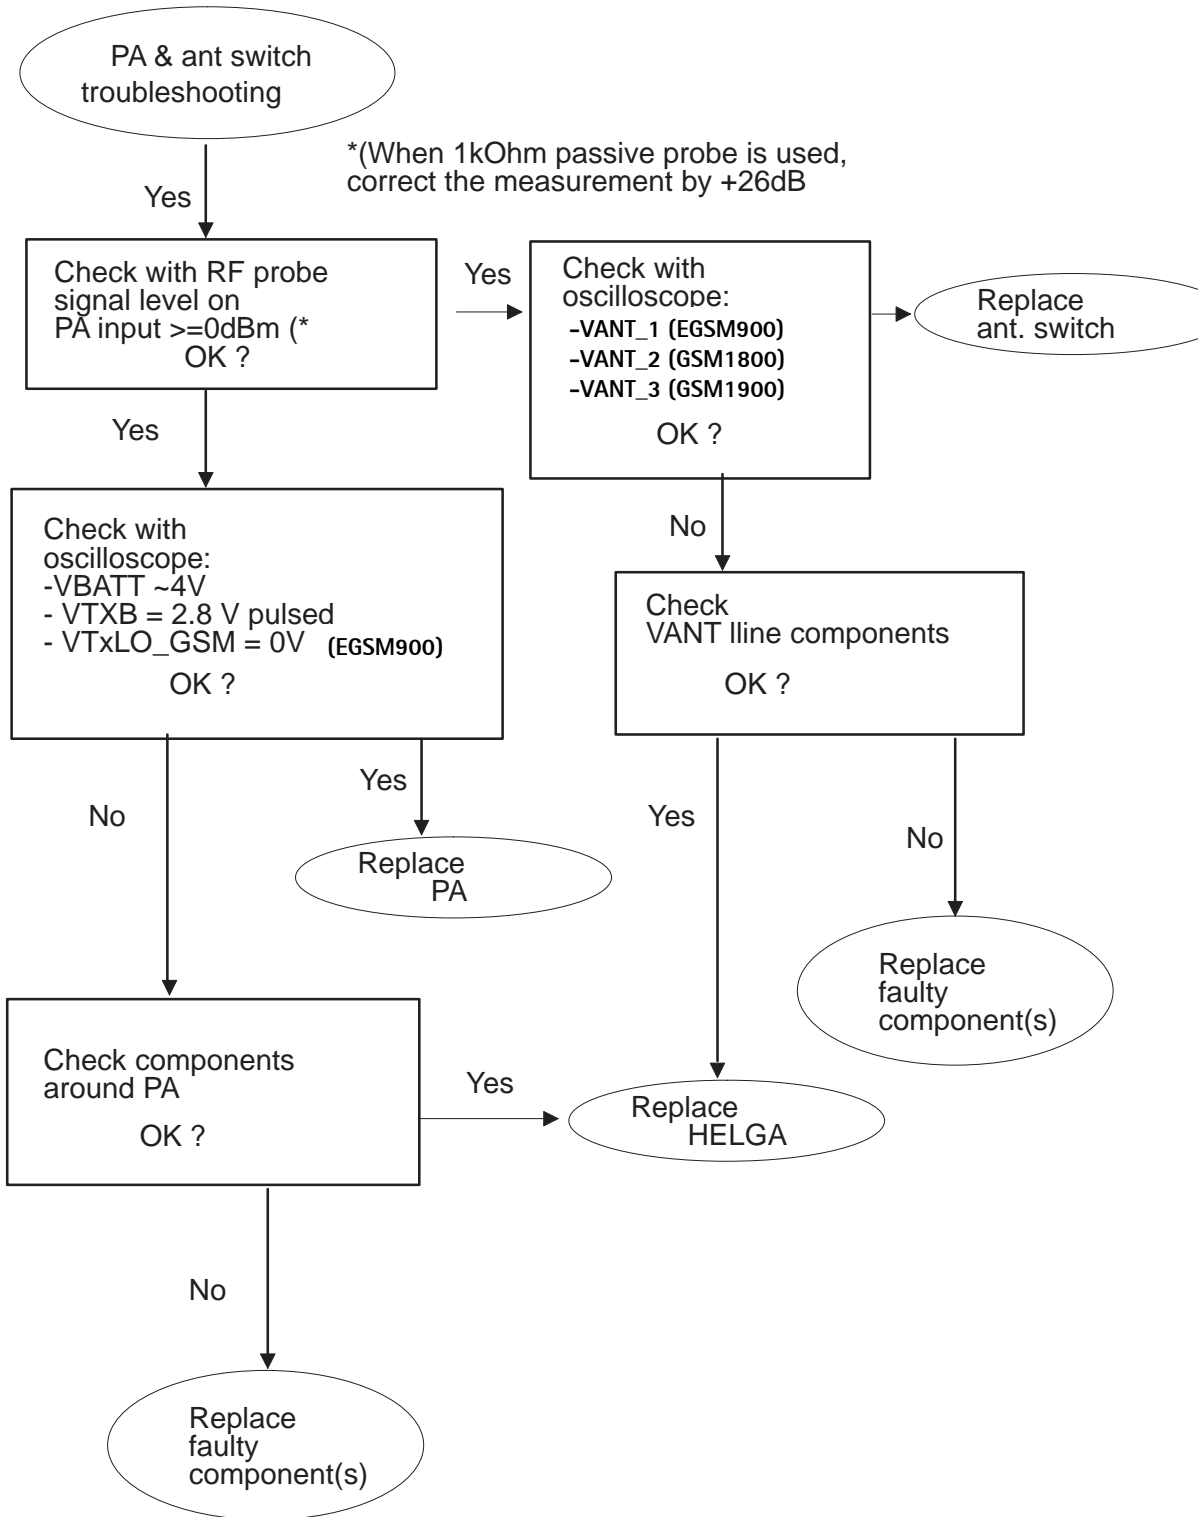 PA & ant switch
troubleshooting
*(When 1kOhm passive probe is used,
correct the measurement by +26dB
Yes
Check with RF probe
signal level on
PA input >=0dBm (*
OK ?
Yes
Check with
oscilloscope:
-VANT_1 (EGSM900)
-VANT_2 (GSM1800)
-VANT_3 (GSM1900)
OK ?
Replace
ant. switch
Yes
No
Check with
oscilloscope:
-VBATT ~4V
- VTXB = 2.8 V pulsed
- VTxLO_GSM = 0V (EGSM900)
OK ?
Check
VANT lline components
OK ?
No
Yes
Yes
No
Replace
PA
Replace
faulty
component(s)
Check components
around PA
OK ?
Yes
Replace
HELGA
No
Replace
faulty
component(s)